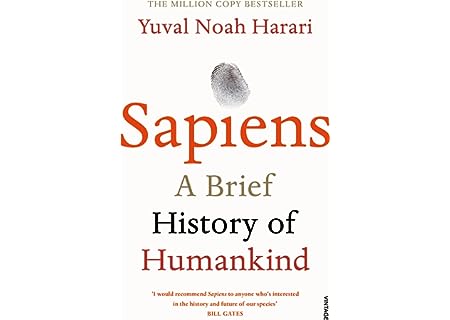 THE MILLION COPY BESTSELLER
Yuval Noah Harari
Sapiens
A Brief
History of
Humankind
'I would recommend Sapiens to anyone who's interested
in the history and future of our species'
BILL GATES
VINTAGE